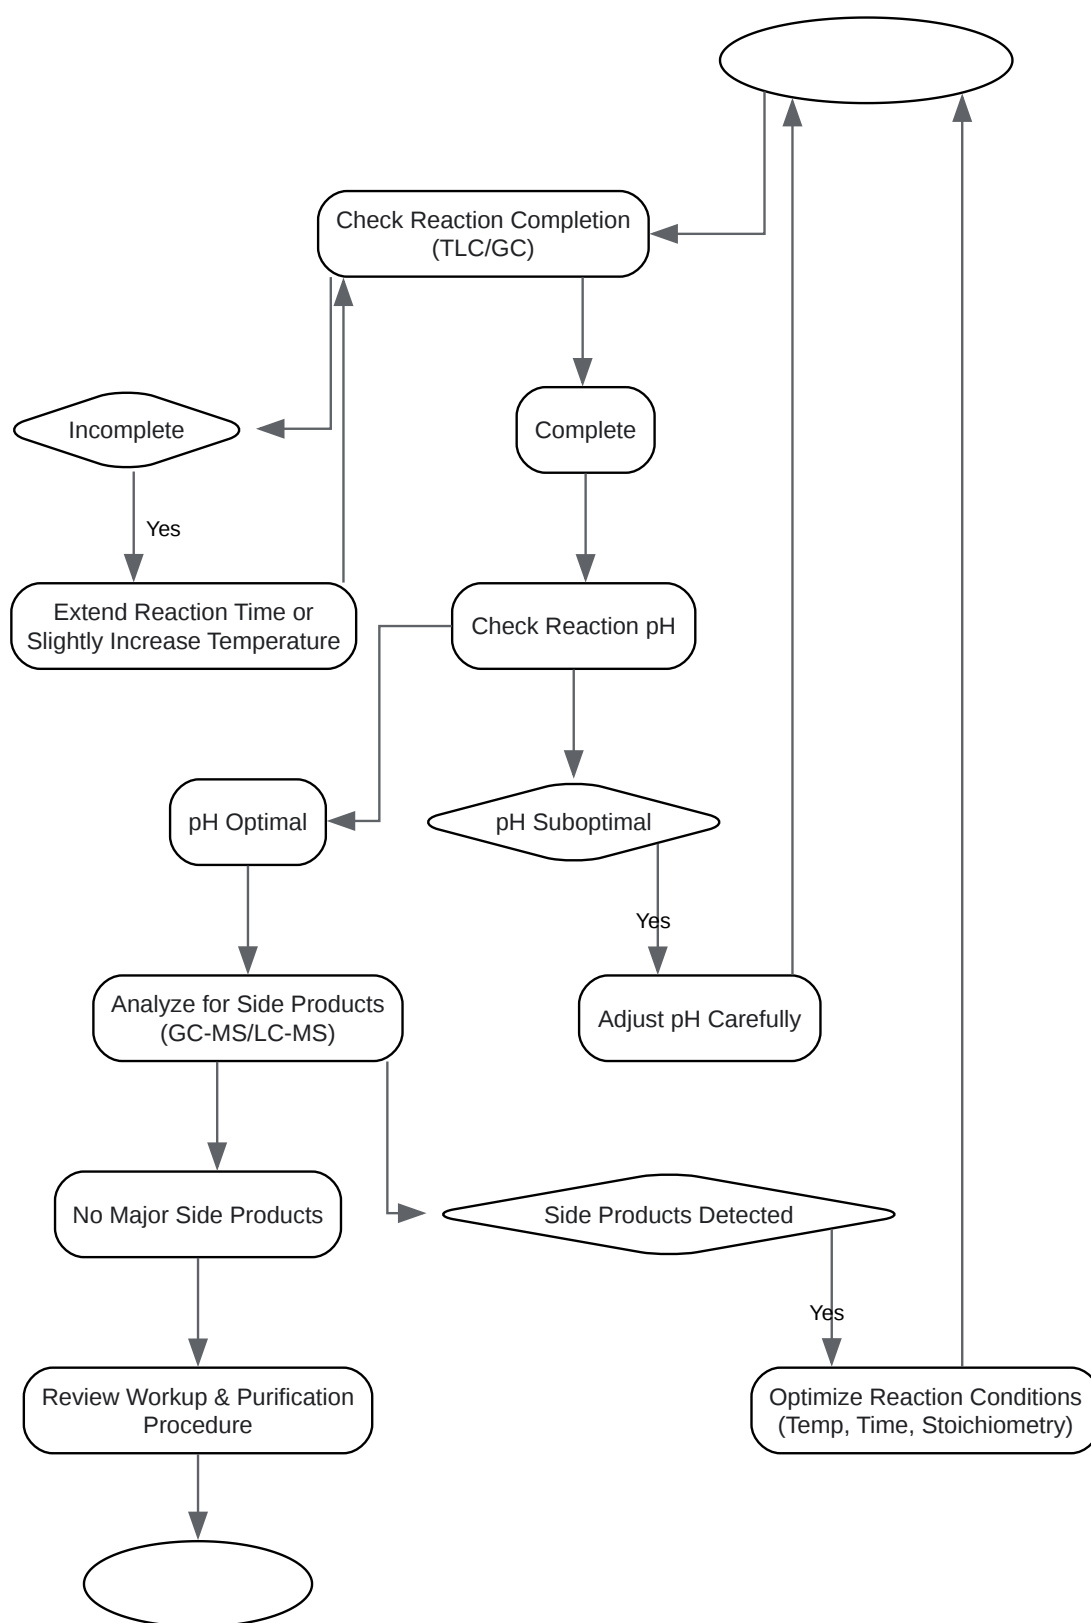 Check Reaction Completion
(TLC/GC)
Incomplete
Complete
Yes
Extend Reaction Time or
Slightly Increase Temperature
Check Reaction pH
pH Optimal
pH Suboptimal
Yes
Analyze for Side Products
(GC-MS/LC-MS)
Adjust pH Carefully
No Major Side Products
Side Products Detected
Yes
Review Workup & Purification
Procedure
Optimize Reaction Conditions
(Temp, Time, Stoichiometry)